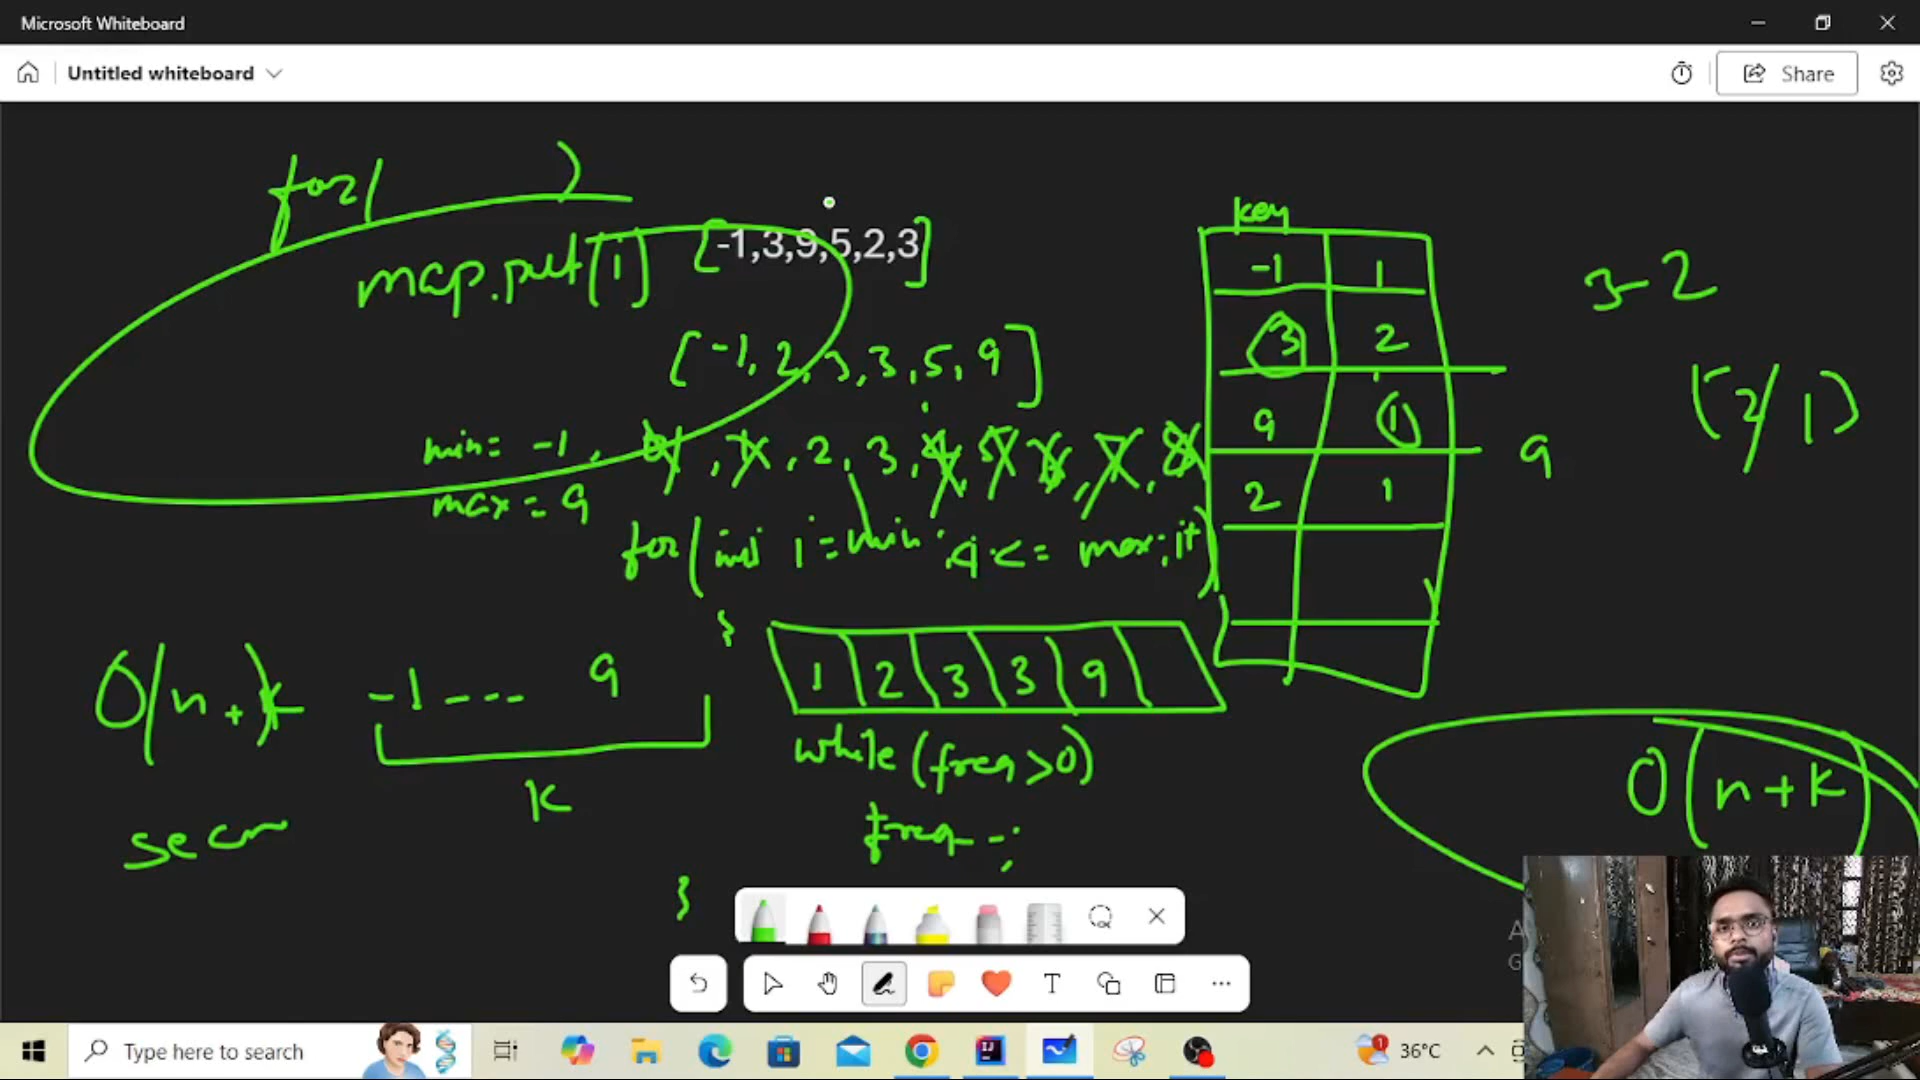 Microsoft Whiteboard
Untitled whiteboard
Share
for( )
map.put(i)
[-1,3,9,5,2,3]
[-1, 2, 3, 3, 5, 9]
min = -1,
, 2, 3,
max = 9
for(int i = min; i <= max; i+)
}
key
-1 1
3 2
9 1
2 1
3-2
(2/1)
9
O(n+k
-1 --- 9
k
1 2 3 3 9
while (freq>0)
freq-;
}
O(n+k)
T
Type here to search
36°C